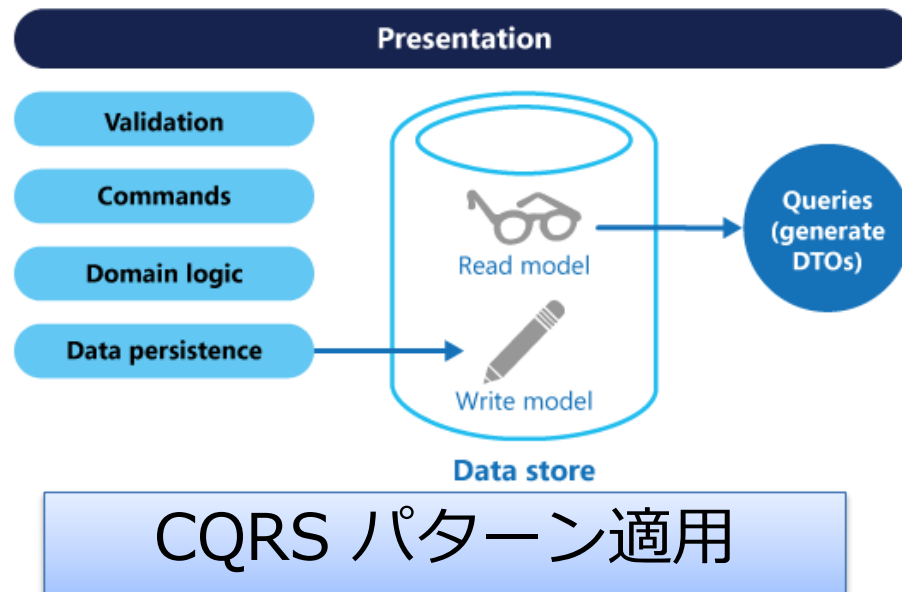 Presentation
Validation
Commands
Domain logic
Data persistence
Read model
Write model
Data store
Queries
(generate
DTOs)
CQRS パターン適用